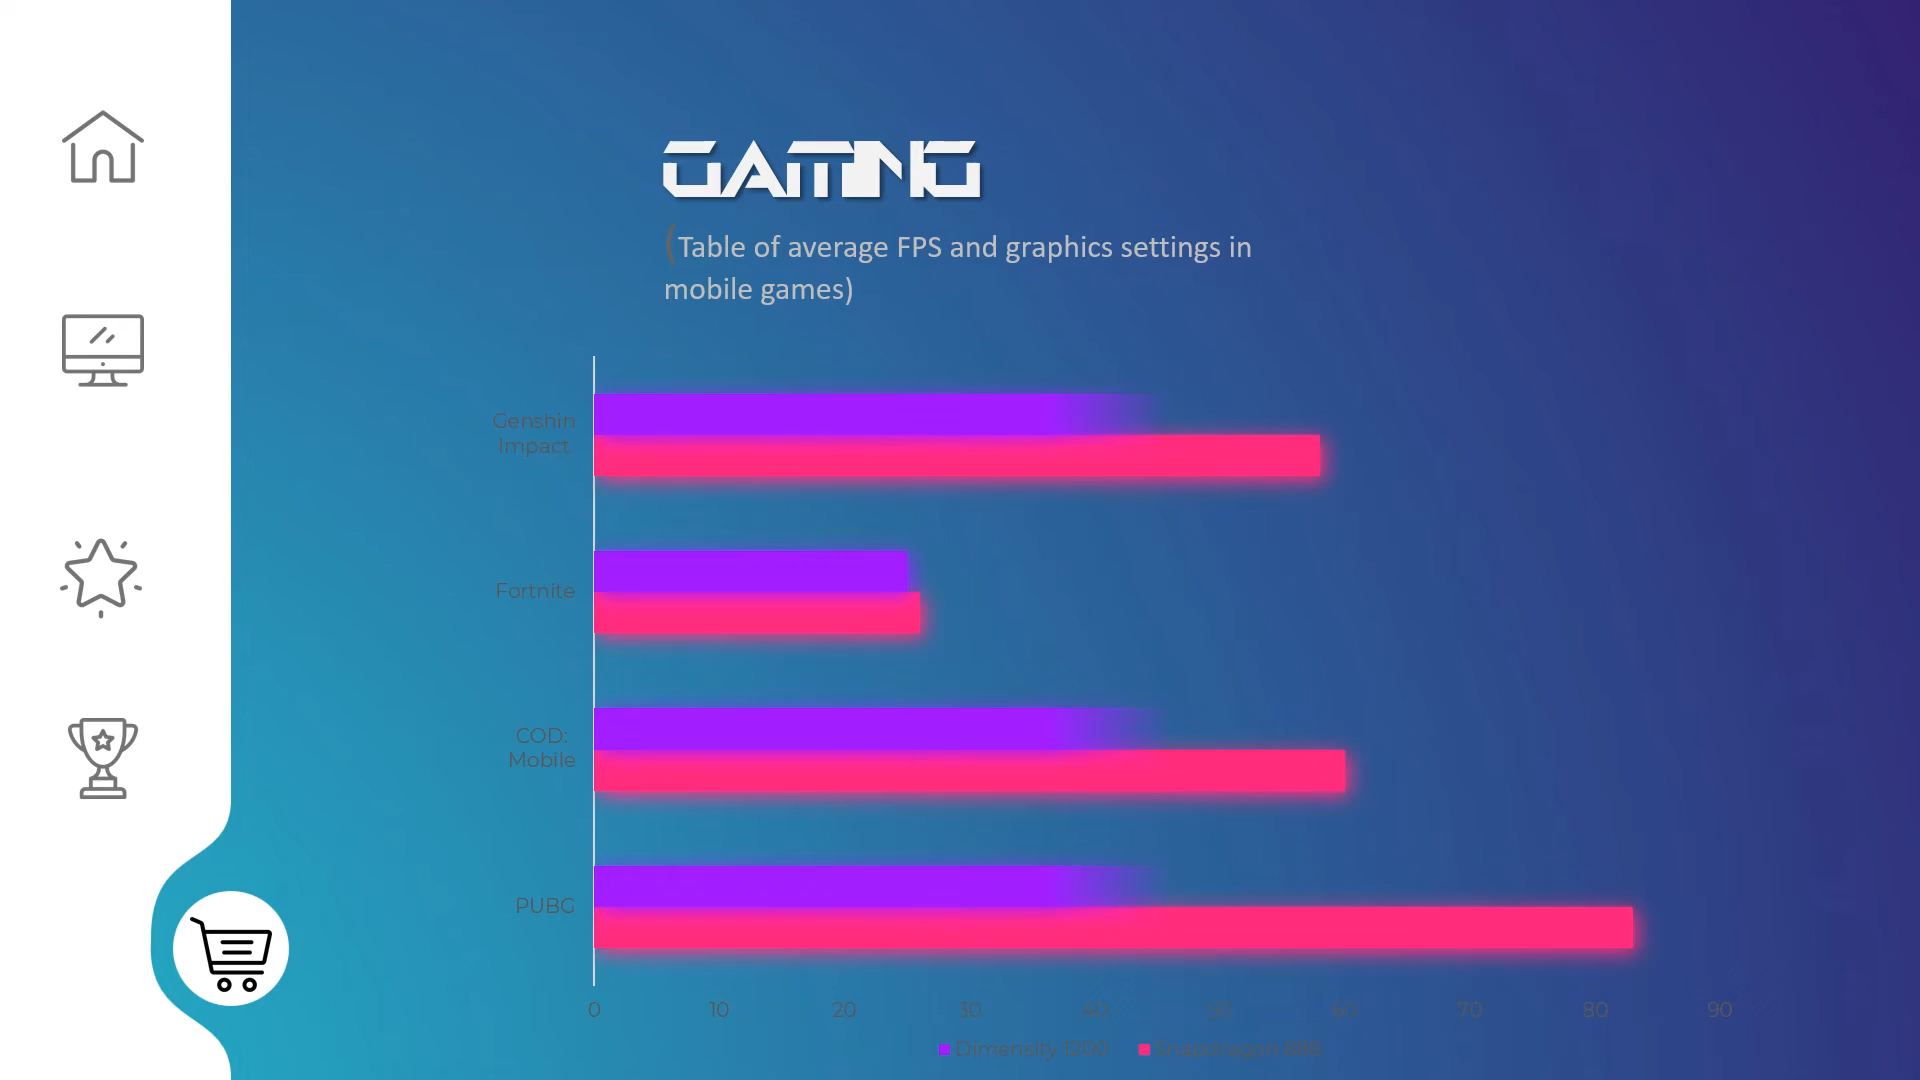 GAMING
(Table of average FPS and graphics settings in
mobile games)
Genshin
Impact
Fortnite
COD:
Mobile
PUBG
0 10 20 30 40 50 60 70 80 90
Dimensity 1200 Snapdragon 888